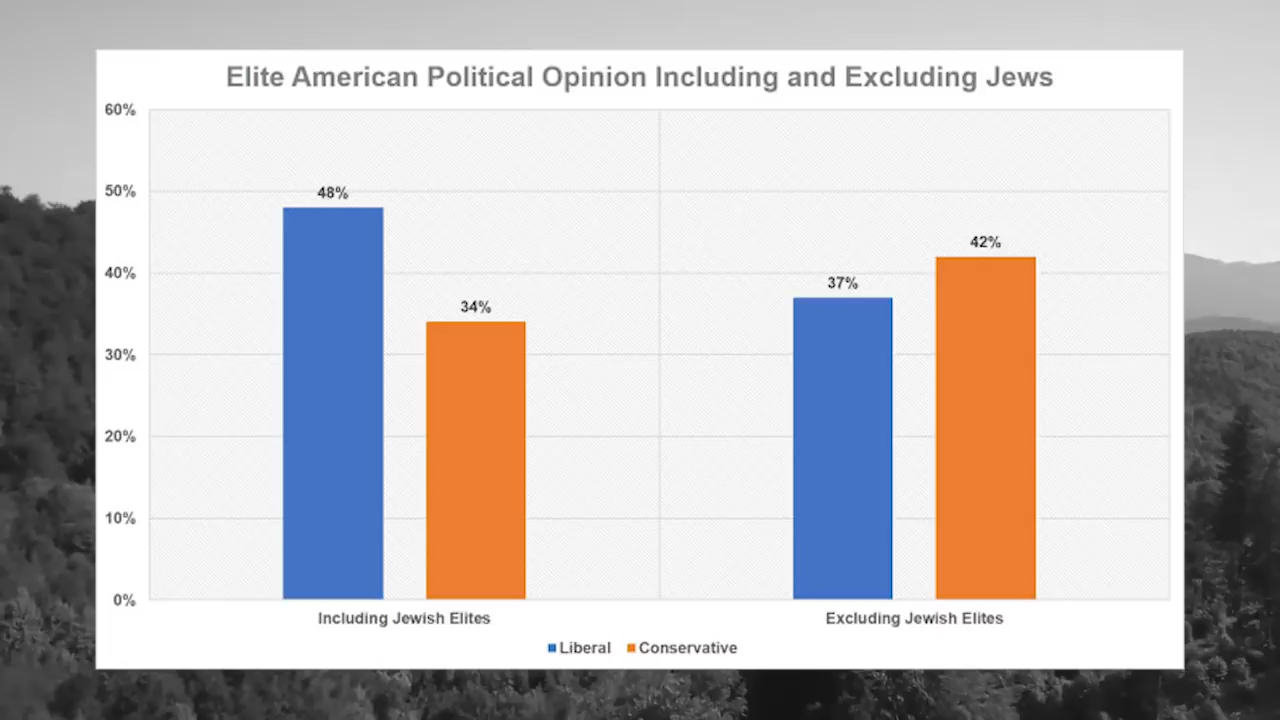 Elite American Political Opinion Including and Excluding Jews
60%
50%
40%
30%
20%
10%
0%
48%
34%
37%
42%
Including Jewish Elites
Excluding Jewish Elites
Liberal
Conservative